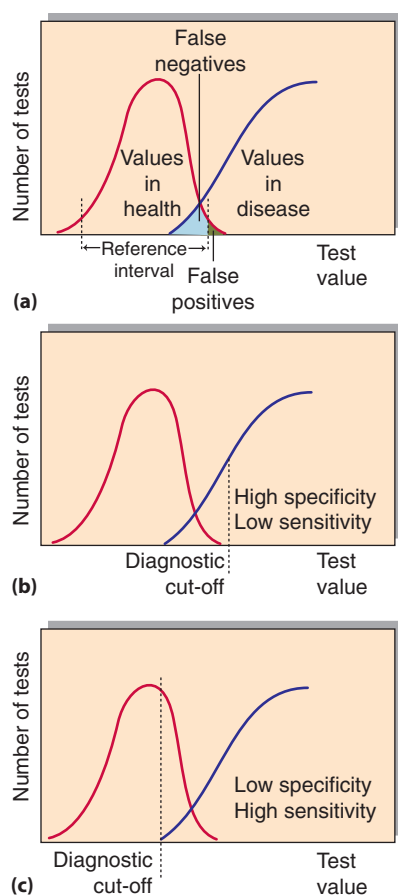 Number of tests
False
negatives
Values
in
health
Values
in
disease
Reference
interval
False
positives
Test
value
(a)
Number of tests
High specificity
Low sensitivity
Diagnostic
cut-off
Test
value
(b)
Number of tests
Low specificity
High sensitivity
Diagnostic
cut-off
Test
value
(c)